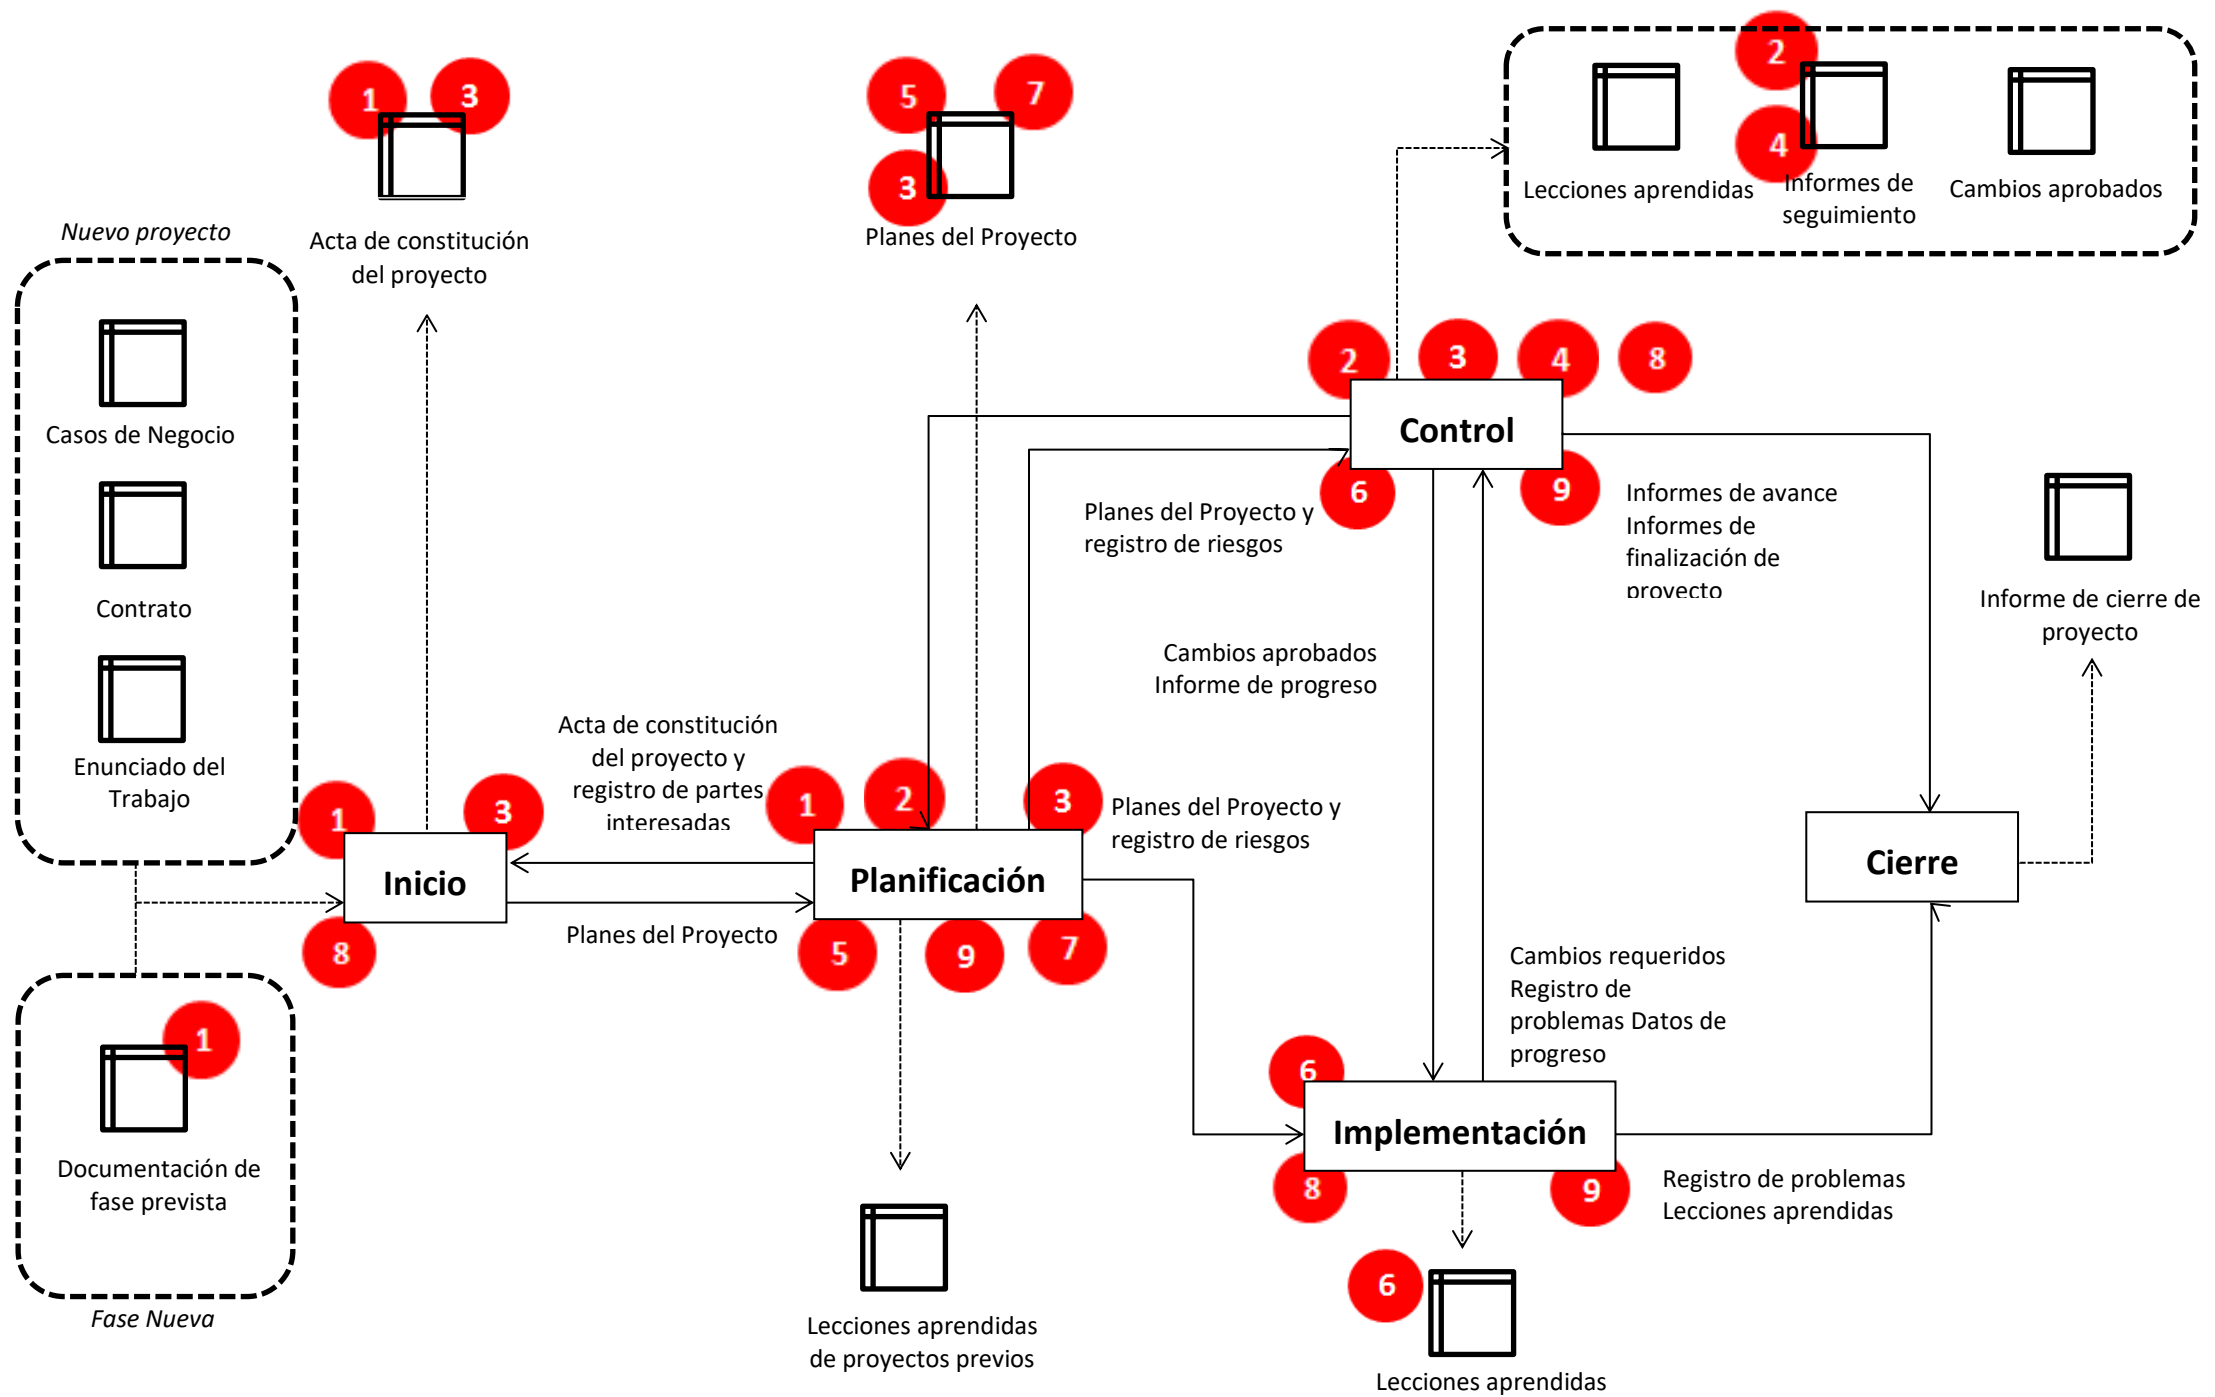 2
1
3
5
7
4
3
Lecciones aprendidas
Informes de
seguimiento
Cambios aprobados
Nuevo proyecto
Acta de constitución
del proyecto
Planes del Proyecto
2
3
4
8
Control
Casos de Negocio
6
9
Planes del Proyecto y
registro de riesgos
Informes de avance
Informes de
finalización de
proyecto
Contrato
Informe de cierre de
proyecto
Cambios aprobados
Informe de progreso
Acta de constitución
del proyecto y
registro de partes
interesadas
Enunciado del
Trabajo
1
3
1
2
3
Planes del Proyecto y
registro de riesgos
Inicio
Planificación
Cierre
Planes del Proyecto
8
5
9
7
Cambios requeridos
Registro de
problemas Datos de
progreso
1
6
Implementación
Documentación de
fase prevista
8
9
Registro de problemas
Lecciones aprendidas
6
Fase Nueva
Lecciones aprendidas
de proyectos previos
Lecciones aprendidas